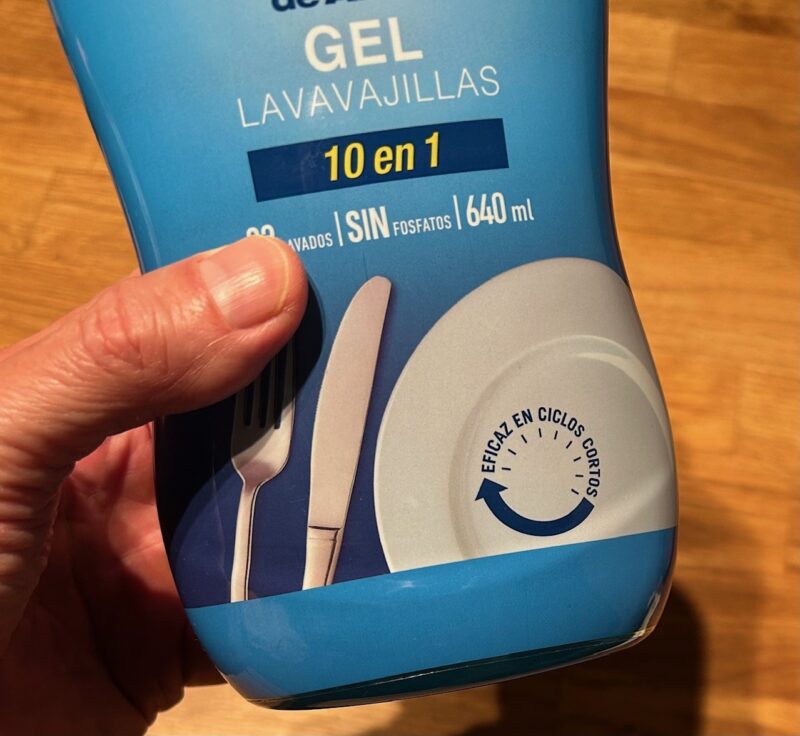 GEL
LAVAVAJILLAS
10 en 1
| SIN FOSFATOS | 640 ml
EFICAZ EN CICLOS CORTOS